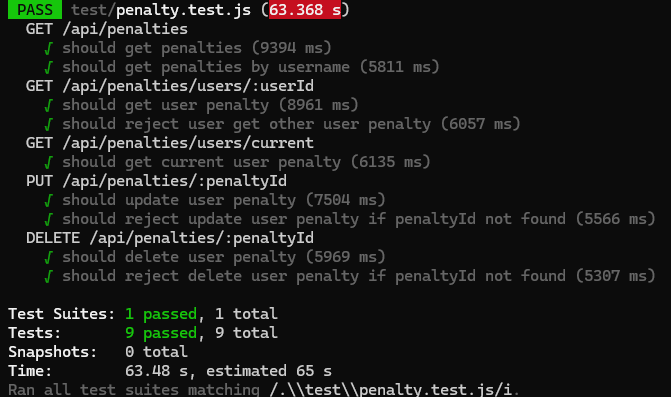 PASS test/penalty.test.js (63.368 s)
GET /api/penalties
√ should get penalties (9394 ms)
√ should get penalties by username (5811 ms)
GET /api/penalties/users/:userId
√ should get user penalty (8961 ms)
√ should reject user get other user penalty (6057 ms)
GET /api/penalties/users/current
√ should get current user penalty (6135 ms)
PUT /api/penalties/:penaltyId
√ should update user penalty (7504 ms)
√ should reject update user penalty if penaltyId not found (5566 ms)
DELETE /api/penalties/:penaltyId
√ should delete user penalty (5969 ms)
√ should reject delete user penalty if penaltyId not found (5307 ms)
Test Suites: 1 passed, 1 total
Tests: 9 passed, 9 total
Snapshots: 0 total
Time: 63.48 s, estimated 65 s
Ran all test suites matching /.\\test\\penalty.test.js/i.